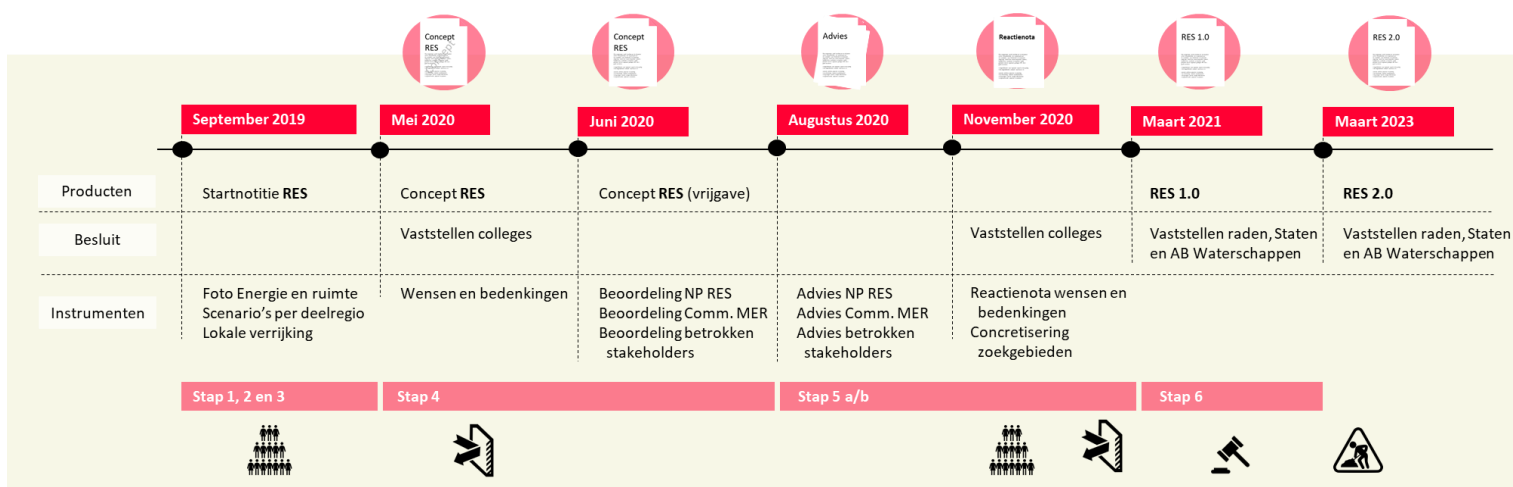 Concept
RES
Concept
RES
Advies
Reactienota
RES 1.0
RES 2.0
September 2019
Mei 2020
Juni 2020
Augustus 2020
November 2020
Maart 2021
Maart 2023
Producten
Startnotitie RES
Concept RES
Concept RES (vrijgave)
RES 1.0
RES 2.0
Besluit
Vaststellen colleges
Vaststellen colleges
Vaststellen raden, Staten
en AB Waterschappen
Vaststellen raden, Staten
en AB Waterschappen
Instrumenten
Foto Energie en ruimte
Scenario's per deelregio
Lokale verrijking
Wensen en bedenkingen
Beoordeling NP RES
Beoordeling Comm. MER
Beoordeling betrokken
stakeholders
Advies NP RES
Advies Comm. MER
Advies betrokken
stakeholders
Reactienota wensen en
bedenkingen
Concretisering
zoekgebieden
Stap 1, 2 en 3
Stap 4
Stap 5 a/b
Stap 6